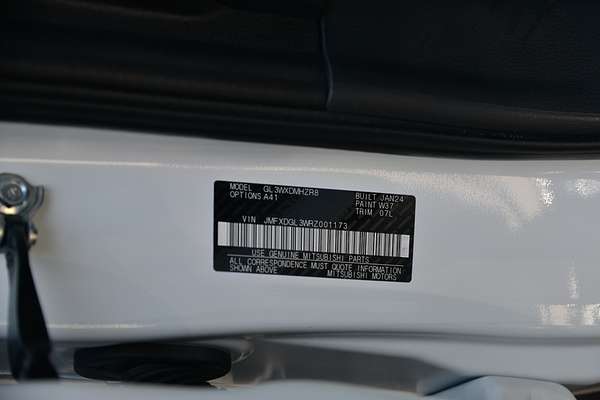 MODEL GL3WXDMHZR8
OPTIONS A41
BUILT JAN24
PAINT W37
TRIM 07L
VIN JMFXDGL3WRZ001173
USE GENUINE MITSUBISHI PARTS
ALL CORRESPONDENCE MUST QUOTE INFORMATION
SHOWN ABOVE MITSUBISHI MOTORS